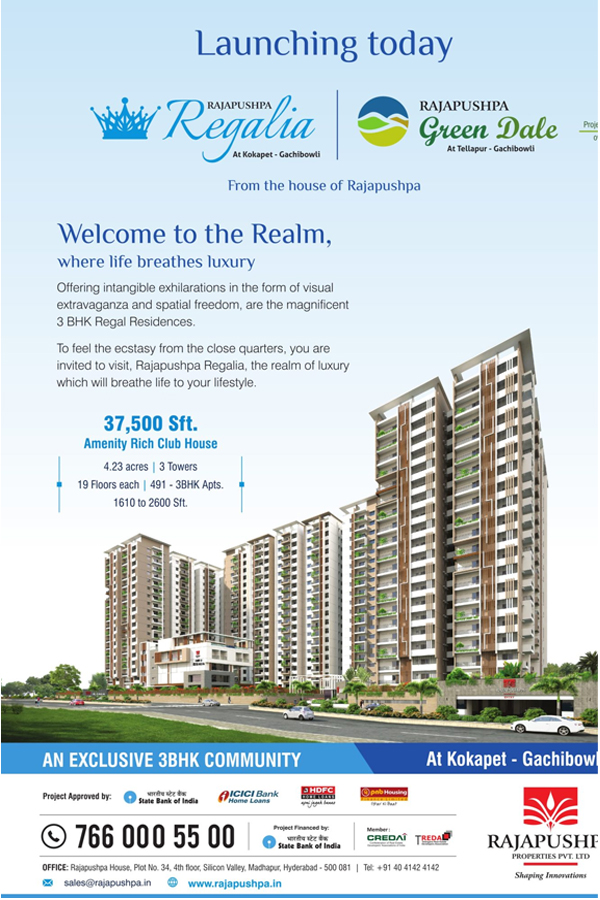 Launching today
RAJAPUSHPA
Regalia
At Kokapet - Gachibowli
RAJAPUSHPA
Green Dale
At Tellapur - Gachibowli
From the house of Rajapushpa
Welcome to the Realm,
where life breathes luxury
Offering intangible exhilarations in the form of visual
extravaganza and spatial freedom, are the magnificent
3 BHK Regal Residences.
To feel the ecstasy from the close quarters, you are
invited to visit, Rajapushpa Regalia, the realm of luxury
which will breathe life to your lifestyle.
37,500 Sft.
Amenity Rich Club House
4.23 acres | 3 Towers
19 Floors each | 491 - 3BHK Apts.
1610 to 2600 Sft.
AN EXCLUSIVE 3BHK COMMUNITY
At Kokapet - Gachibowl
Project Approved by:
भारतीय स्टेट बैंक
State Bank of India
ICICI Bank
Home Loans
HDFC
HOME LOANS
pnb Housing
766 000 55 00
Project Financed by:
भारतीय स्टेट बैंक
State Bank of India
Member :
CREDAI
TREDA
RAJAPUSHP
PROPERTIES PVT. LTD
Shaping Innovations
OFFICE: Rajapushpa House, Plot No. 34, 4th floor, Silicon Valley, Madhapur, Hyderabad - 500 081 | Tel: +91 40 4142 4142
sales@rajapushpa.in
www.rajapushpa.in